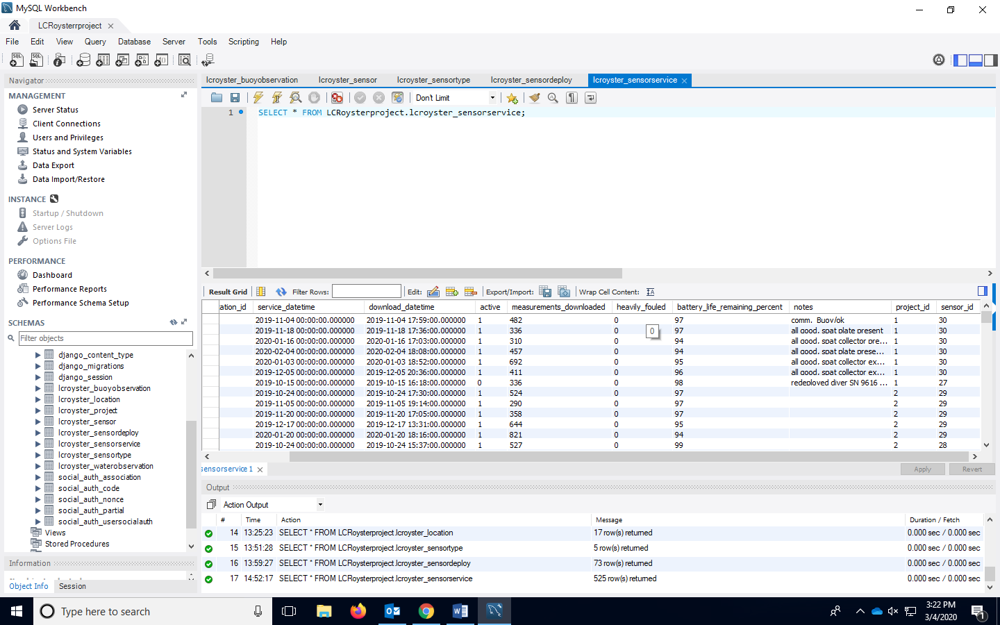 MySQL Workbench
LCRoysterrproject
File Edit View Query Database Server Tools Scripting Help
Navigator
MANAGEMENT
Server Status
Client Connections
Users and Privileges
Status and System Variables
Data Export
Data Import/Restore
INSTANCE
Startup / Shutdown
Server Logs
Options File
PERFORMANCE
Dashboard
Performance Reports
Performance Schema Setup
SCHEMAS
Filter objects
django_content_type
django_migrations
django_session
lcroyster_buoyobservation
lcroyster_location
lcroyster_project
lcroyster_sensor
lcroyster_sensordeploy
lcroyster_sensorservice
lcroyster_sensortype
lcroyster_waterobservation
social_auth_association
social_auth_code
social_auth_nonce
social_auth_partial
social_auth_usersocialauth
Views
Stored Procedures
Information
Object Info Session
lcroyster_buoyobservation lcroyster_sensor lcroyster_sensortype lcroyster_sensordeploy lcroyster_sensorservice
Don't Limit
1 SELECT * FROM LCRoysterproject.lcroyster_sensorservice;
Result Grid Filter Rows: Edit: Export/Import: Wrap Cell Content:
ation_id service_datetime download_datetime active measurements_downloaded heavily_fouled battery_life_remaining_percent notes project_id sensor_id
2019-11-04 00:00:00.000000 2019-11-04 17:59:00.000000 1 482 0 97 comm. Buoy/ok 1 30
2019-11-18 00:00:00.000000 2019-11-18 17:36:00.000000 1 336 0 97 all good. spat plate present 1 30
2020-01-16 00:00:00.000000 2020-01-16 17:03:00.000000 1 310 0 94 all good. spat collector pre... 1 30
2020-02-04 00:00:00.000000 2020-02-04 18:08:00.000000 1 457 0 94 all good. spat plate prese... 1 30
2020-01-03 00:00:00.000000 2020-01-03 18:52:00.000000 1 692 0 95 all good. spat collector ex... 1 30
2019-12-05 00:00:00.000000 2019-12-05 20:36:00.000000 1 411 0 96 all good. spat collector ex... 1 30
2019-10-15 00:00:00.000000 2019-10-15 16:18:00.000000 0 336 0 98 redeployed diver SN 9616 ... 1 27
2019-10-24 00:00:00.000000 2019-10-24 17:30:00.000000 1 524 0 97 2 29
2019-11-05 00:00:00.000000 2019-11-05 19:14:00.000000 1 290 0 97 2 29
2019-11-20 00:00:00.000000 2019-11-20 17:05:00.000000 1 358 0 97 2 29
2019-12-17 00:00:00.000000 2019-12-17 13:31:00.000000 1 644 0 95 2 29
2020-01-20 00:00:00.000000 2020-01-20 18:16:00.000000 1 821 0 94 2 29
2019-10-24 00:00:00.000000 2019-10-24 15:37:00.000000 1 527 0 99 2 28
0
sensorservice 1
Apply Revert
Output
Action Output
# Time Action Message Duration / Fetch
14 13:25:23 SELECT * FROM LCRoysterproject.lcroyster_location 17 row(s) returned 0.000 sec / 0.000 sec
15 13:51:28 SELECT * FROM LCRoysterproject.lcroyster_sensortype 5 row(s) returned 0.000 sec / 0.000 sec
16 13:59:27 SELECT * FROM LCRoysterproject.lcroyster_sensordeploy 73 row(s) returned 0.000 sec / 0.000 sec
17 14:52:17 SELECT * FROM LCRoysterproject.lcroyster_sensorservice 525 row(s) returned 0.000 sec / 0.000 sec
Type here to search
3:22 PM
3/4/2020
1